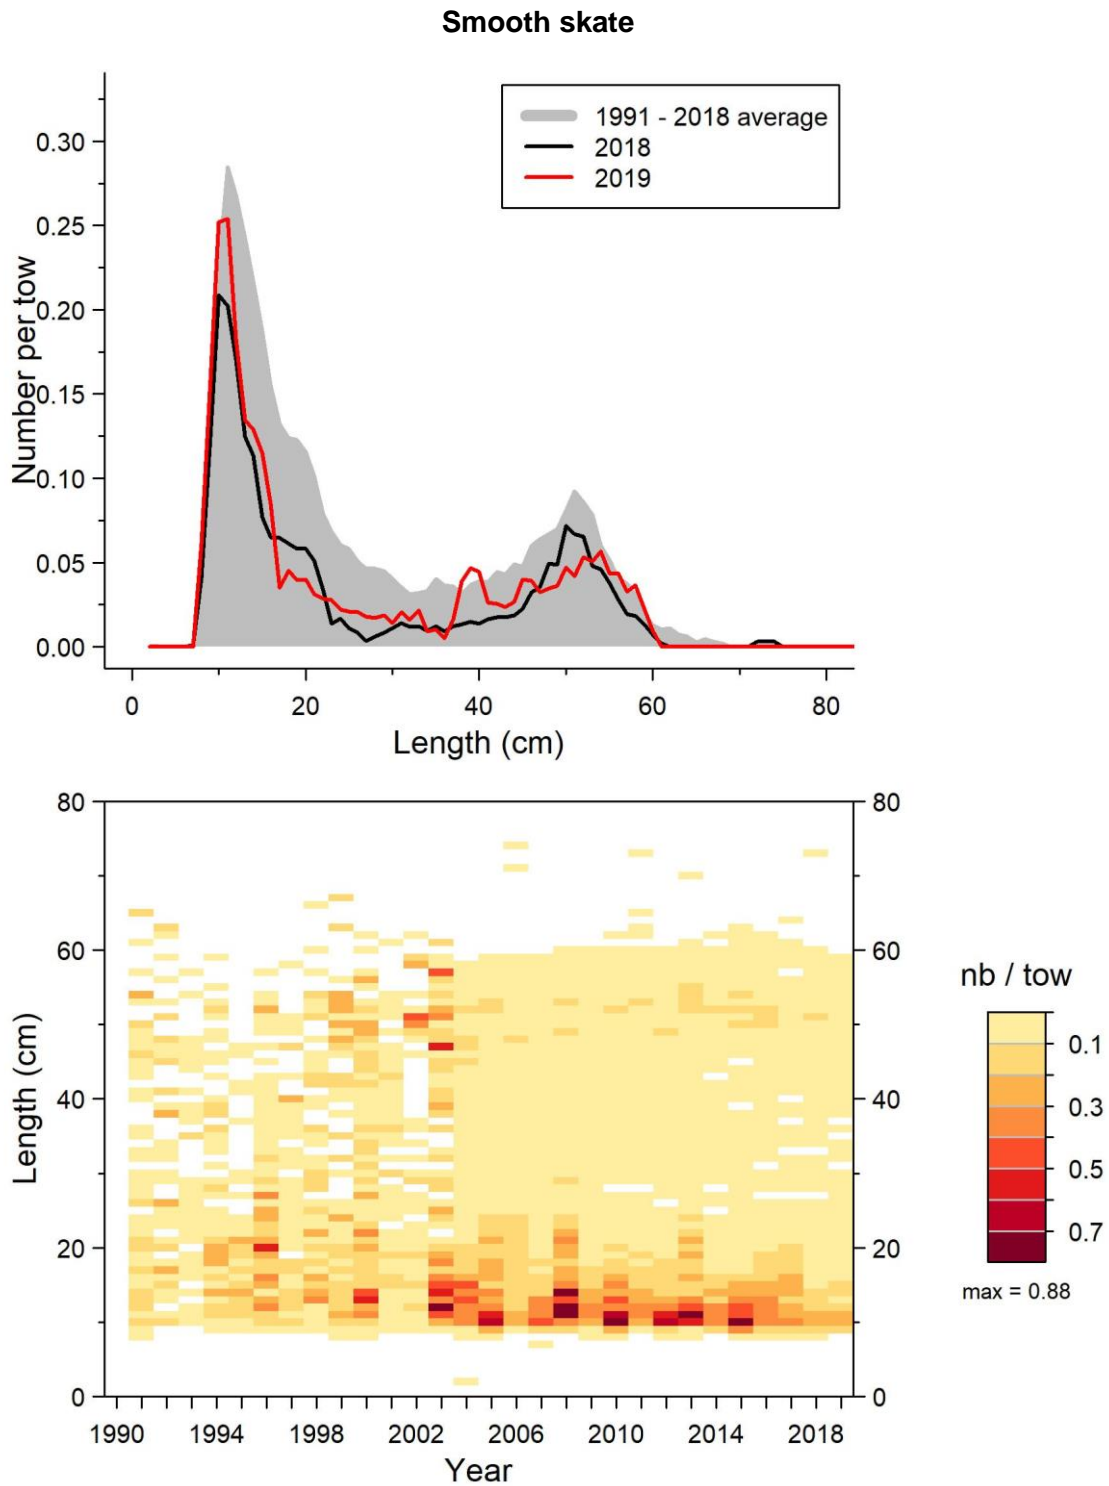 Smooth skate
1991 - 2018 average
2018
2019
Number per tow
0.30
0.25
0.20
0.15
0.10
0.05
0.00
0 20 40 60 80
Length (cm)
80 80
60 60
40 40
20 20
0 0
Length (cm)
1990 1994 1998 2002 2006 2010 2014 2018
Year
nb / tow
0.1
0.3
0.5
0.7
max = 0.88